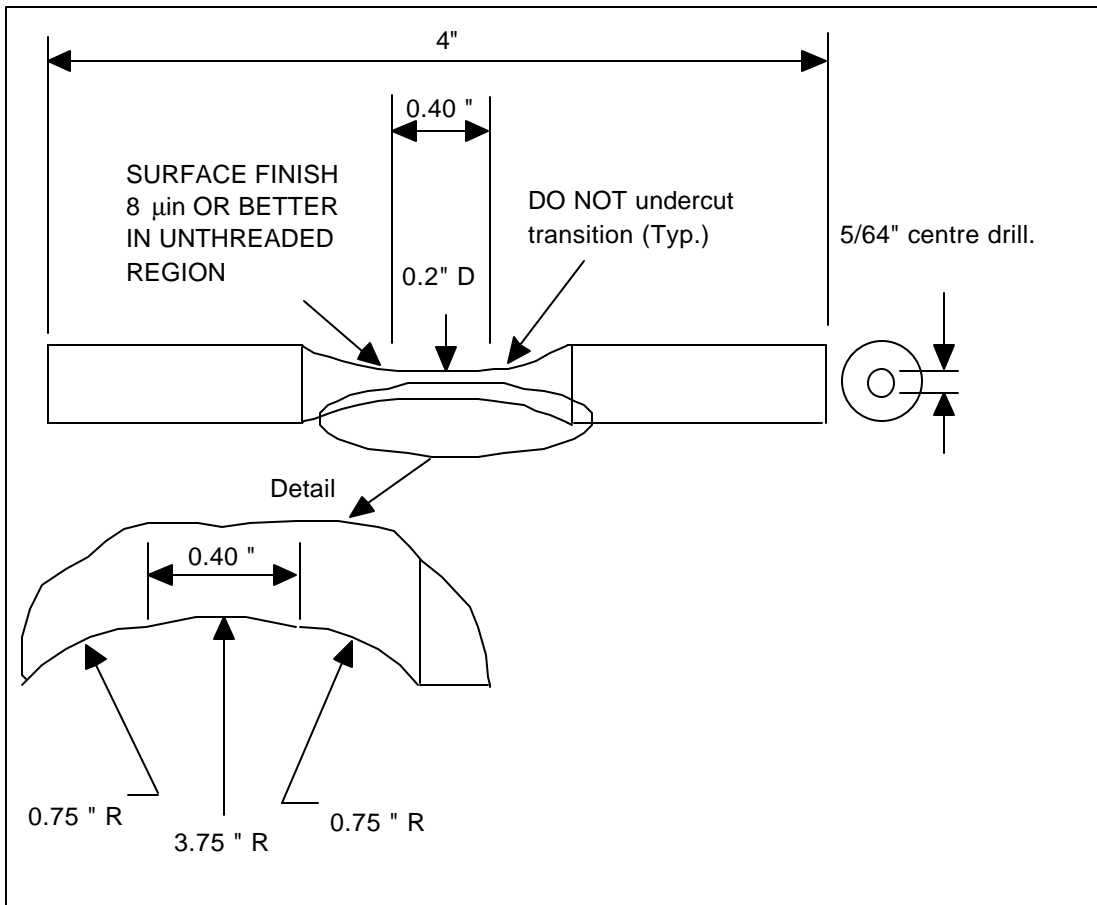 4"
0.40 "
SURFACE FINISH
8 μin OR BETTER
IN UNTHREADED
REGION
DO NOT undercut
transition (Typ.)
5/64" centre drill.
0.2" D
Detail
0.40 "
0.75 " R
3.75 " R
0.75 " R